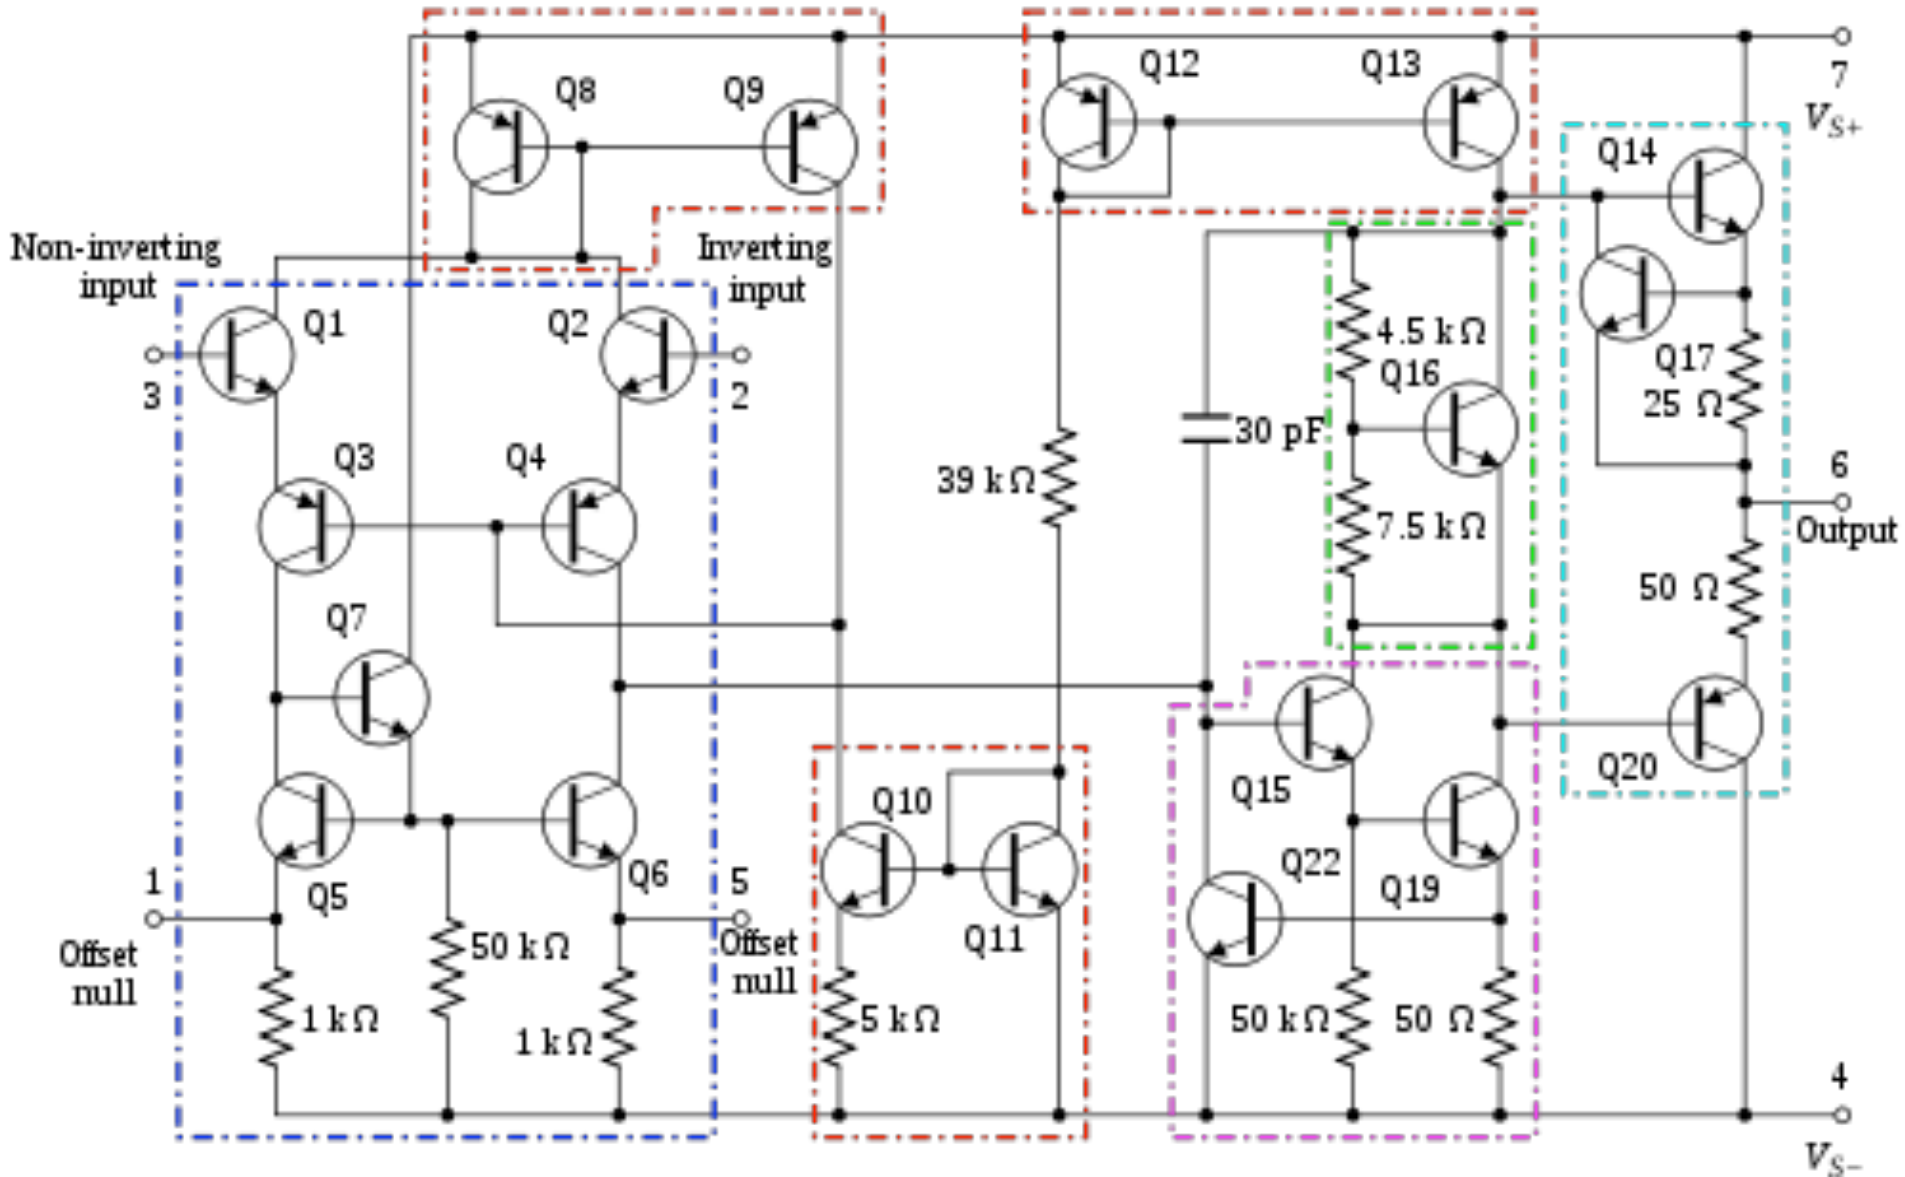 Q12
Q13
7
Q8
Q9
V_S+
Q14
Non-inverting
input
Inverting
input
Q1
Q2
4.5 kΩ
Q16
Q17
25 Ω
3
2
30 pF
Q3
Q4
39 kΩ
6
7.5 kΩ
Output
50 Ω
Q7
Q20
Q15
Q10
Q22
Q19
1
Q5
Q6
5
Q11
Offset
null
50 kΩ
Offset
null
1 kΩ
1 kΩ
5 kΩ
50 kΩ
50 Ω
4
V_S−